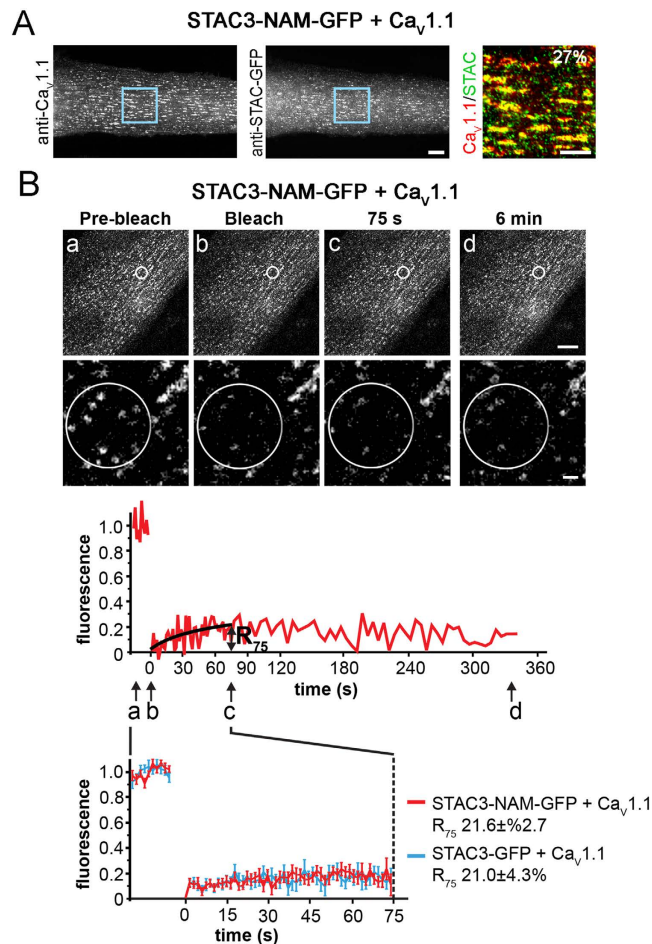 A
STAC3-NAM-GFP + CaV1.1
anti-CaV1.1
anti-STAC-GFP
CaV1.1/STAC
27%
B
STAC3-NAM-GFP + CaV1.1
Pre-bleach Bleach 75 s 6 min
a b c d
fluorescence
1.0
0.8
0.6
0.4
0.2
0
R75
0 30 60 75 90 120 180 240 300 360
time (s)
a b c d
fluorescence
1.0
0.8
0.6
0.4
0.2
0
0 15 30 45 60 75
time (s)
STAC3-NAM-GFP + CaV1.1
R75 21.6±%2.7
STAC3-GFP + CaV1.1
R75 21.0±4.3%